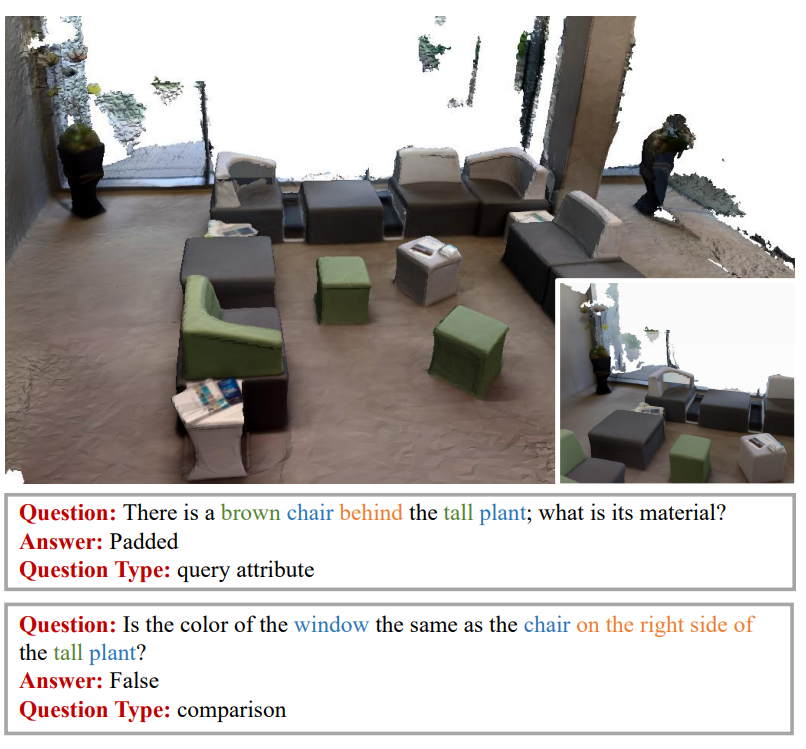 Question: There is a brown chair behind the tall plant; what is its material?
Answer: Padded
Question Type: query attribute
Question: Is the color of the window the same as the chair on the right side of
the tall plant?
Answer: False
Question Type: comparison